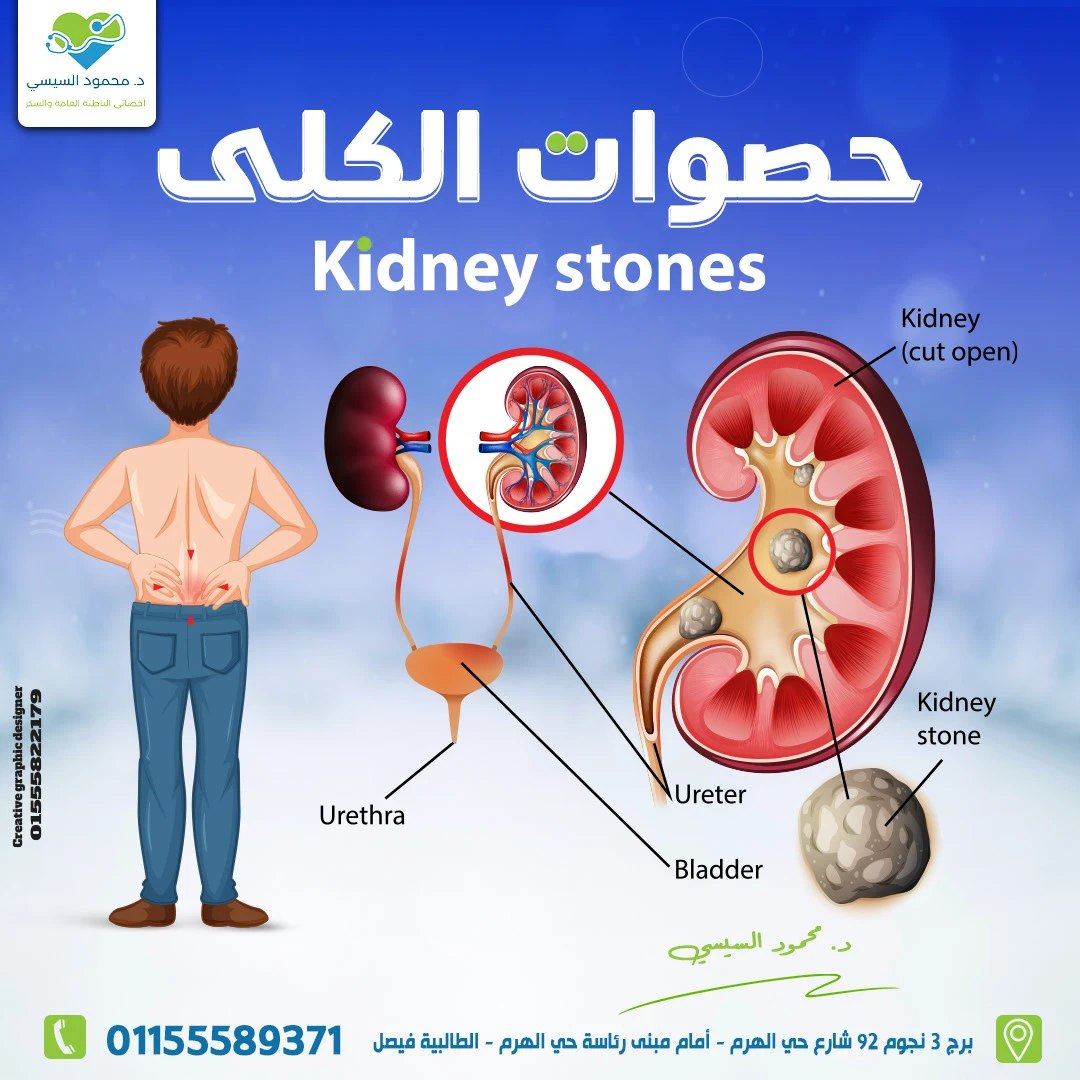 د. محمود السيسي
أخصائي الباطنة العامة والسكر
حصوات الكلى
Kidney stones
Kidney
(cut open)
Kidney
stone
Ureter
Urethra
Bladder
Creative graphic designer
01555822179
د. محمود السيسي
01155589371
برج 3 نجوم 92 شارع حي الهرم - أمام مبنى رئاسة حي الهرم - الطالبية فيصل